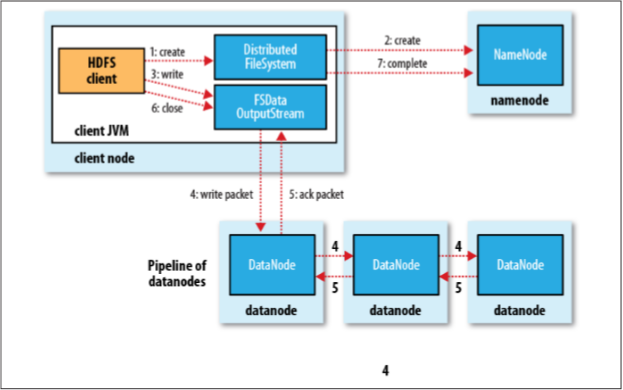 HDFS
client
1: create
3: write
6: close
Distributed
FileSystem
FSData
OutputStream
client JVM
client node
2: create
7: complete
NameNode
namenode
4: write packet
5: ack packet
Pipeline of
datanodes
DataNode
datanode
4
5
DataNode
datanode
4
5
DataNode
datanode
4